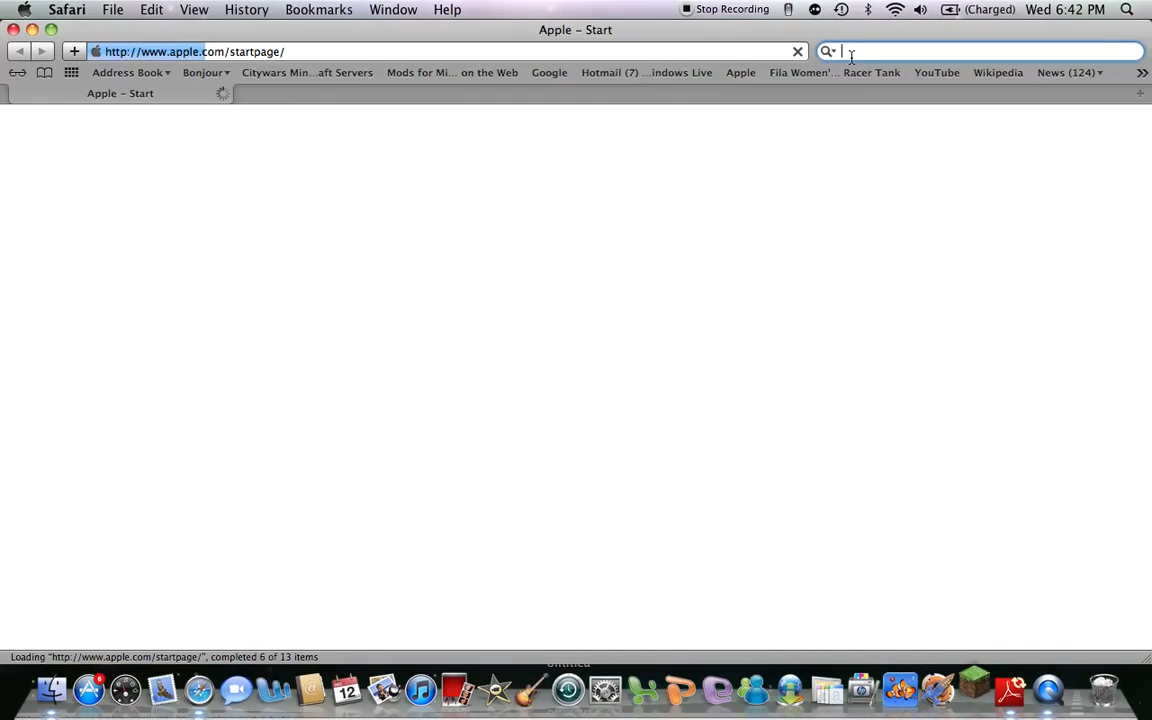 Safari File Edit View History Bookmarks Window Help Stop Recording (Charged) Wed 6:42 PM
Apple – Start
http://www.apple.com/startpage/
Address Book Bonjour Citywars Min...aft Servers Mods for Mi... on the Web Google Hotmail (7) ...indows Live Apple Fila Women'... Racer Tank YouTube Wikipedia News (124)
Apple – Start
Loading "http://www.apple.com/startpage/", completed 6 of 13 items
Untitled
6
12